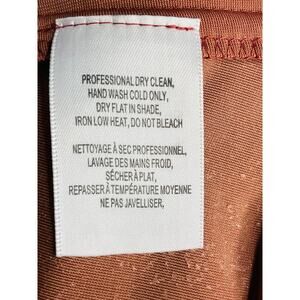 PROFESSIONAL DRY CLEAN,
HAND WASH COLD ONLY,
DRY FLAT IN SHADE,
IRON LOW HEAT, DO NOT BLEACH
NETTOYAGE À SEC PROFESSIONNEL,
LAVAGE DES MAINS FROID,
SÉCHER À PLAT,
REPASSER À TEMPÉRATURE MOYENNE
NE PAS JAVELLISER,